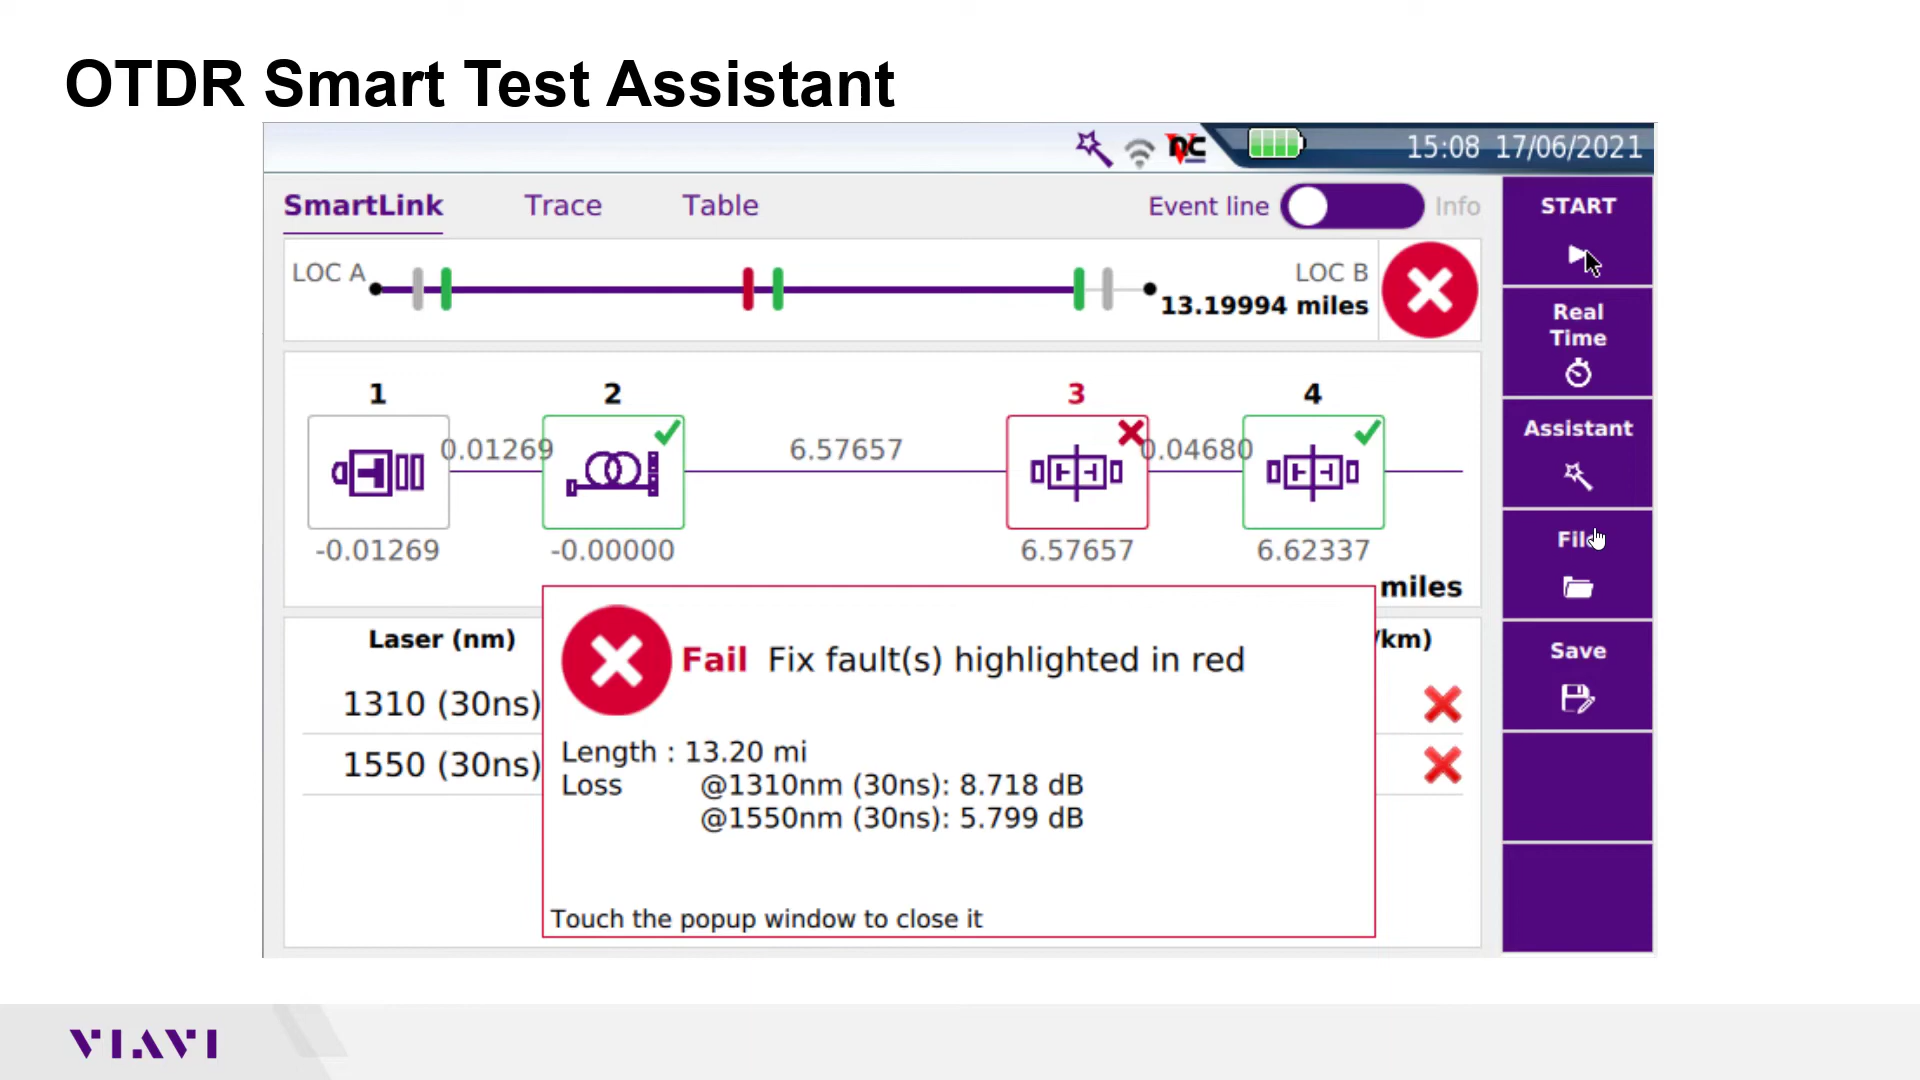 OTDR Smart Test Assistant
15:08 17/06/2021
SmartLink Trace Table Event line Info
LOC A LOC B
13.19994 miles
1 2 3 4
0.01269 6.57657 0.04680
-0.01269 -0.00000 6.57657 6.62337
miles
Laser (nm) /km)
1310 (30ns)
1550 (30ns)
Fail Fix fault(s) highlighted in red
Length : 13.20 mi
Loss @1310nm (30ns): 8.718 dB
@1550nm (30ns): 5.799 dB
Touch the popup window to close it
START
Real
Time
Assistant
File
Save
VIAVI